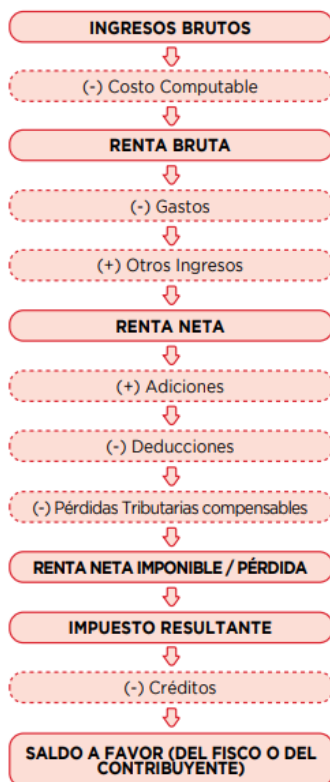 INGRESOS BRUTOS
(-) Costo Computable
RENTA BRUTA
(-) Gastos
(+) Otros Ingresos
RENTA NETA
(+) Adiciones
(-) Deducciones
(-) Pérdidas Tributarias compensables
RENTA NETA IMPONIBLE / PÉRDIDA
IMPUESTO RESULTANTE
(-) Créditos
SALDO A FAVOR (DEL FISCO O DEL
CONTRIBUYENTE)